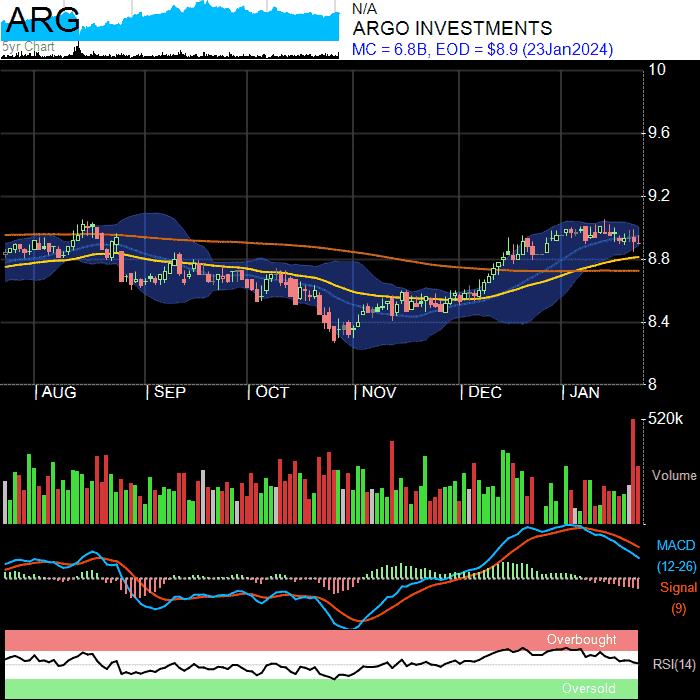 ARG
5yr Chart
N/A
ARGO INVESTMENTS
MC = 6.8B, EOD = $8.9 (23Jan2024)
10
9.6
9.2
8.8
8.4
8
AUG SEP OCT NOV DEC JAN
520k
Volume
MACD
(12-26)
Signal
(9)
Overbought
RSI(14)
Oversold